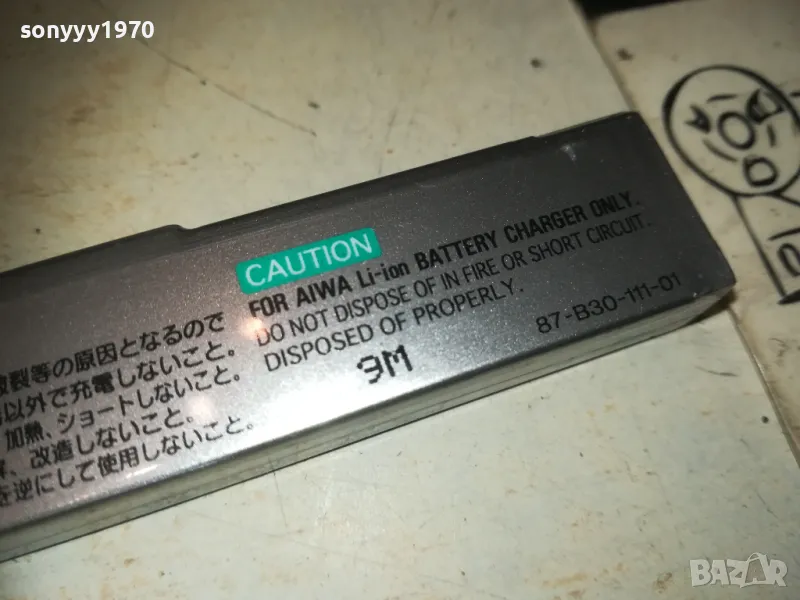 sonyyy1970
CAUTION
FOR AIWA Li-ion BATTERY CHARGER ONLY.
DO NOT DISPOSE OF IN FIRE OR SHORT CIRCUIT.
DISPOSED OF PROPERLY.
87-B30-111-01
9M
裂等の原因となるので
以外で充電しないこと。
加熱、ショートしないこと。
、改造しないこと。
を逆にして使用しないこと。
BAZAR